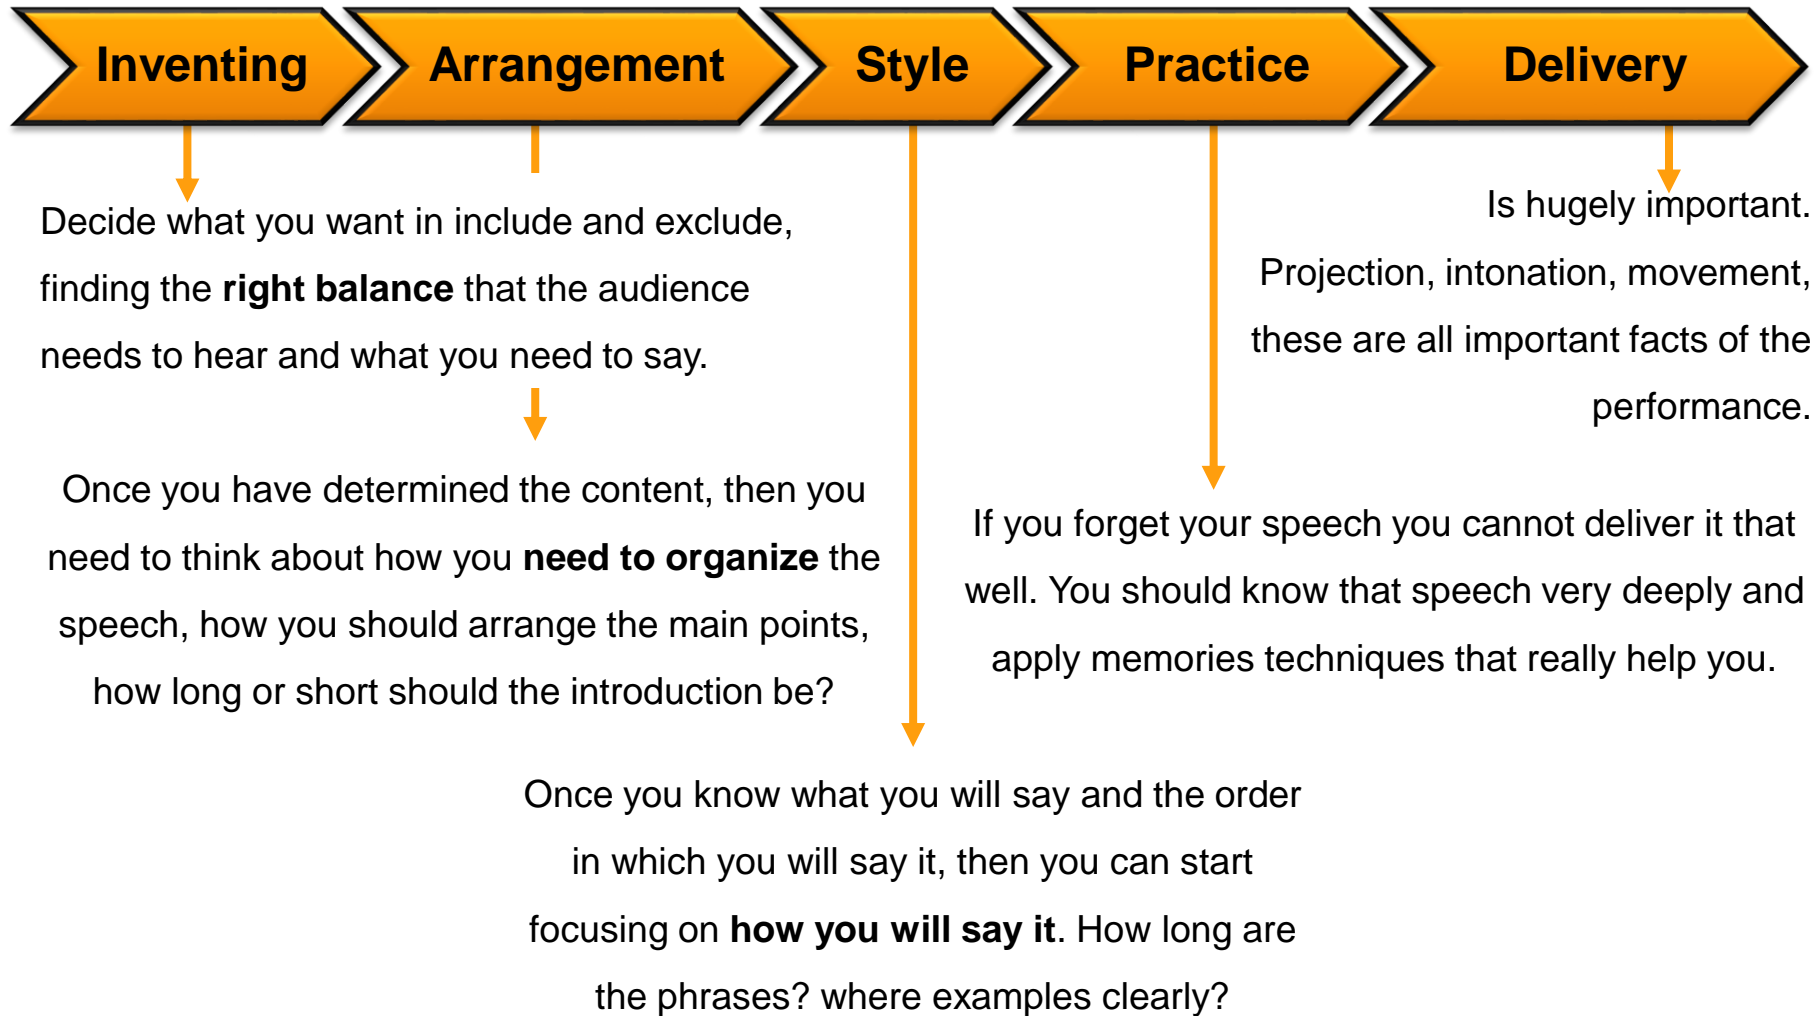 Inventing
Arrangement
Style
Practice
Delivery
Decide what you want in include and exclude,
finding the right balance that the audience
needs to hear and what you need to say.
Once you have determined the content, then you
need to think about how you need to organize the
speech, how you should arrange the main points,
how long or short should the introduction be?
Once you know what you will say and the order
in which you will say it, then you can start
focusing on how you will say it. How long are
the phrases? where examples clearly?
If you forget your speech you cannot deliver it that
well. You should know that speech very deeply and
apply memories techniques that really help you.
Is hugely important.
Projection, intonation, movement,
these are all important facts of the
performance.